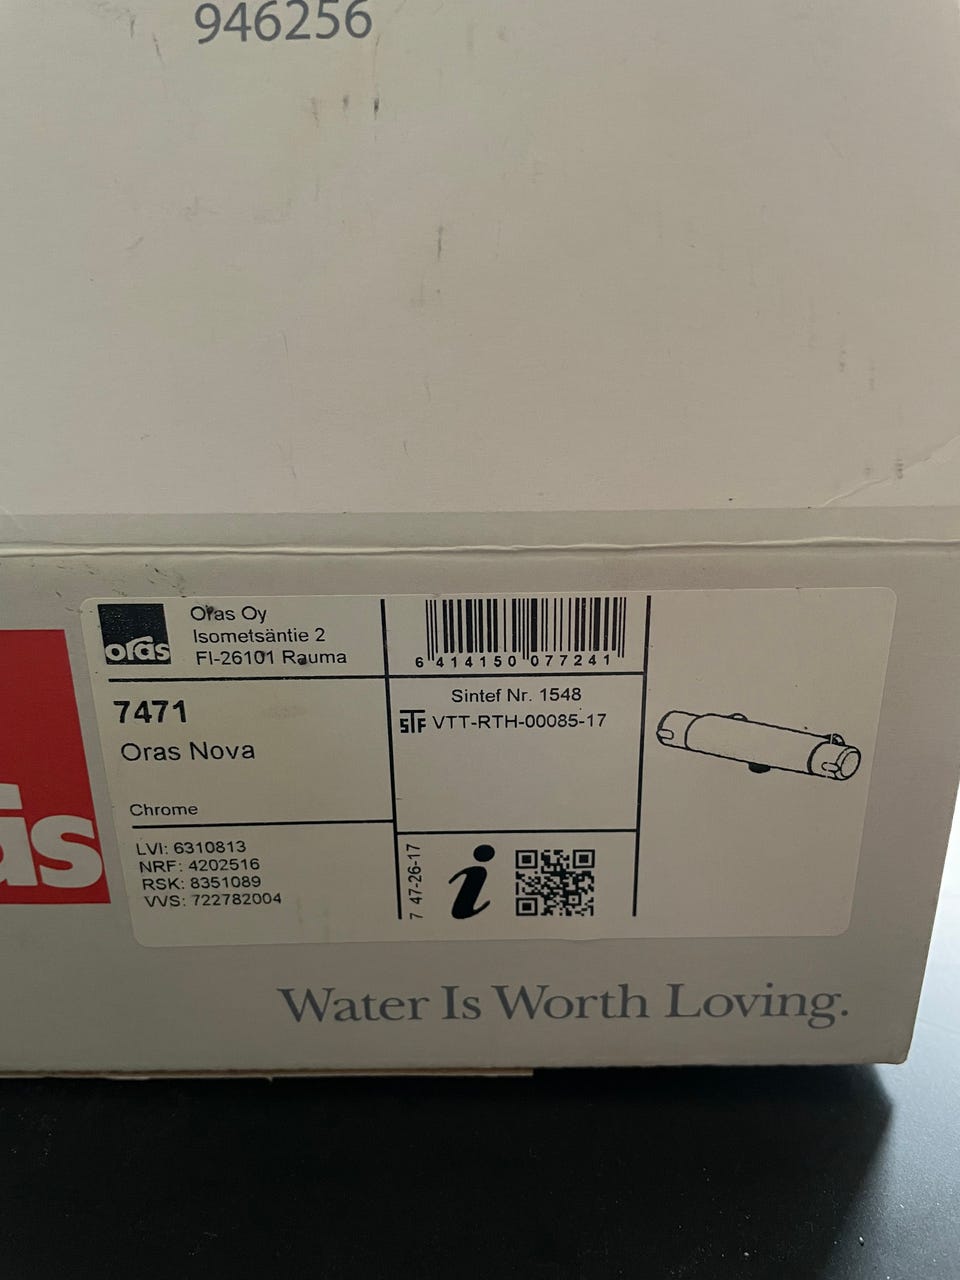 946256
oras
Oras Oy
Isometsäntie 2
FI-26101 Rauma
6 414150 077241
7471
Oras Nova
Chrome
Sintef Nr. 1548
STF VTT-RTH-00085-17
LVI: 6310813
NRF: 4202516
RSK: 8351089
VVS: 722782004
7 47-26-17
i
as
Water Is Worth Loving.